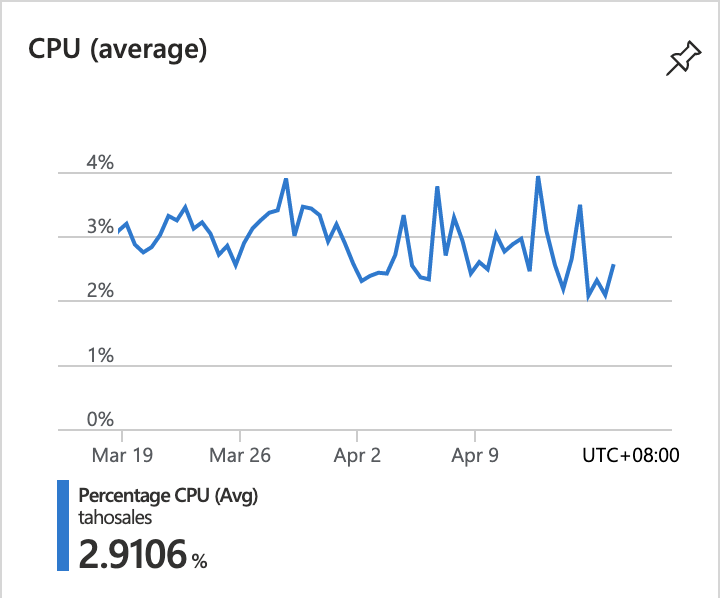 CPU (average)
4%
3%
2%
1%
0%
Mar 19 Mar 26 Apr 2 Apr 9 UTC+08:00
Percentage CPU (Avg)
tahosales
2.9106 %